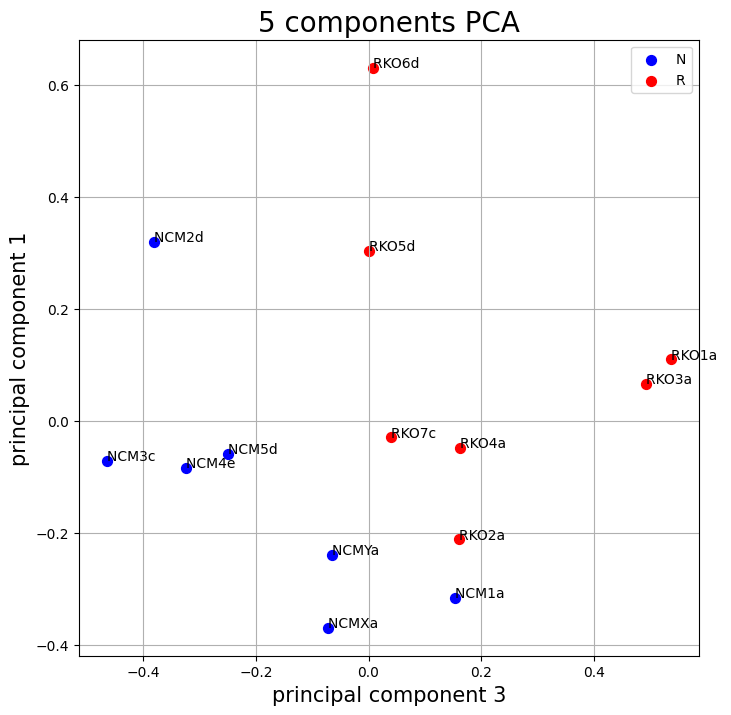 5 components PCA
N
R
RKO6d
NCM2d
RKO5d
RKO1a
RKO3a
RKO7c
RKO4a
NCM5d
NCM3c
NCM4e
RKO2a
NCMYa
NCM1a
NCMXa
0.6
0.4
0.2
0.0
−0.2
−0.4
−0.4
−0.2
0.0
0.2
0.4
principal component 1
principal component 3